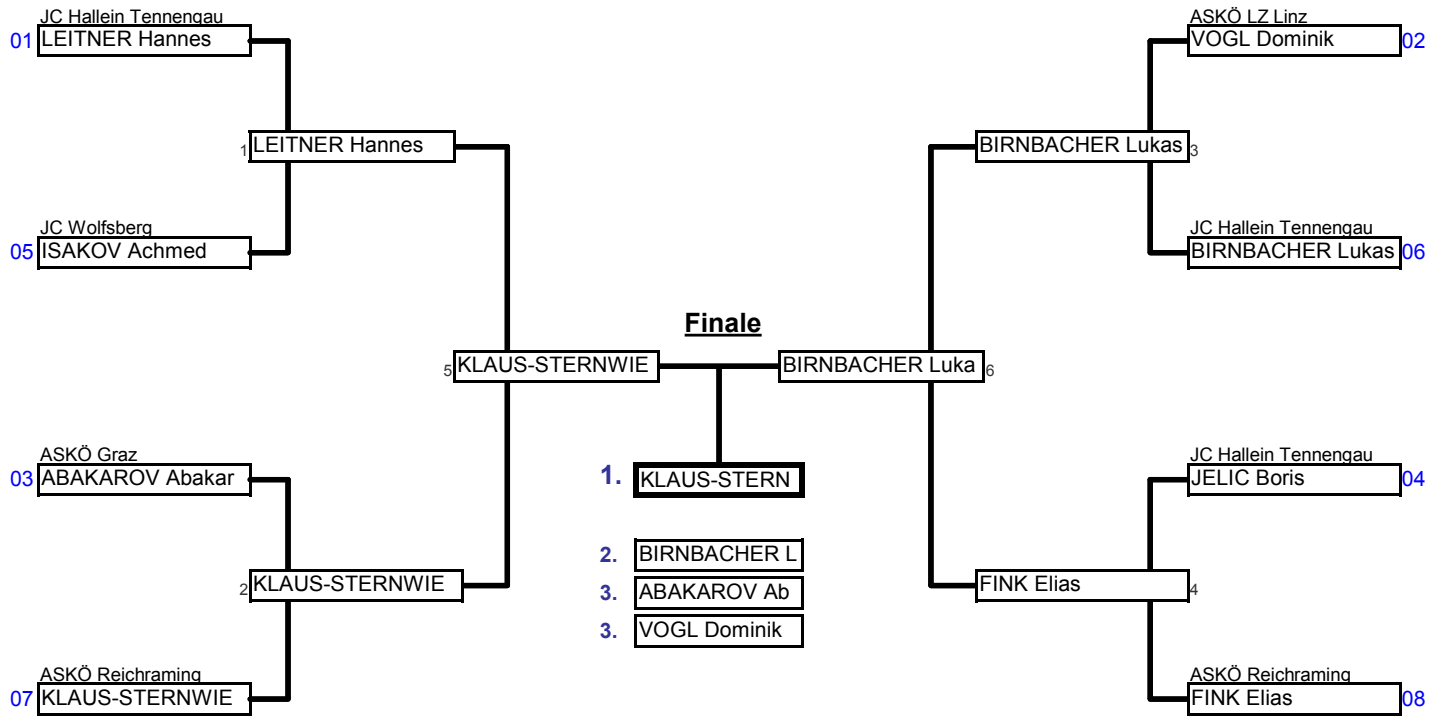 JC Hallein Tennengau
01 LEITNER Hannes
1 LEITNER Hannes
JC Wolfsberg
05 ISAKOV Achmed
5 KLAUS-STERNWIE
ASKÖ Graz
03 ABAKAROV Abakar
2 KLAUS-STERNWIE
ASKÖ Reichraming
07 KLAUS-STERNWIE
Finale
1. KLAUS-STERN
2. BIRNBACHER L
3. ABAKAROV Ab
3. VOGL Dominik
ASKÖ LZ Linz
VOGL Dominik 02
BIRNBACHER Lukas 3
JC Hallein Tennengau
BIRNBACHER Lukas 06
BIRNBACHER Luka 6
JC Hallein Tennengau
JELIC Boris 04
FINK Elias 4
ASKÖ Reichraming
FINK Elias 08